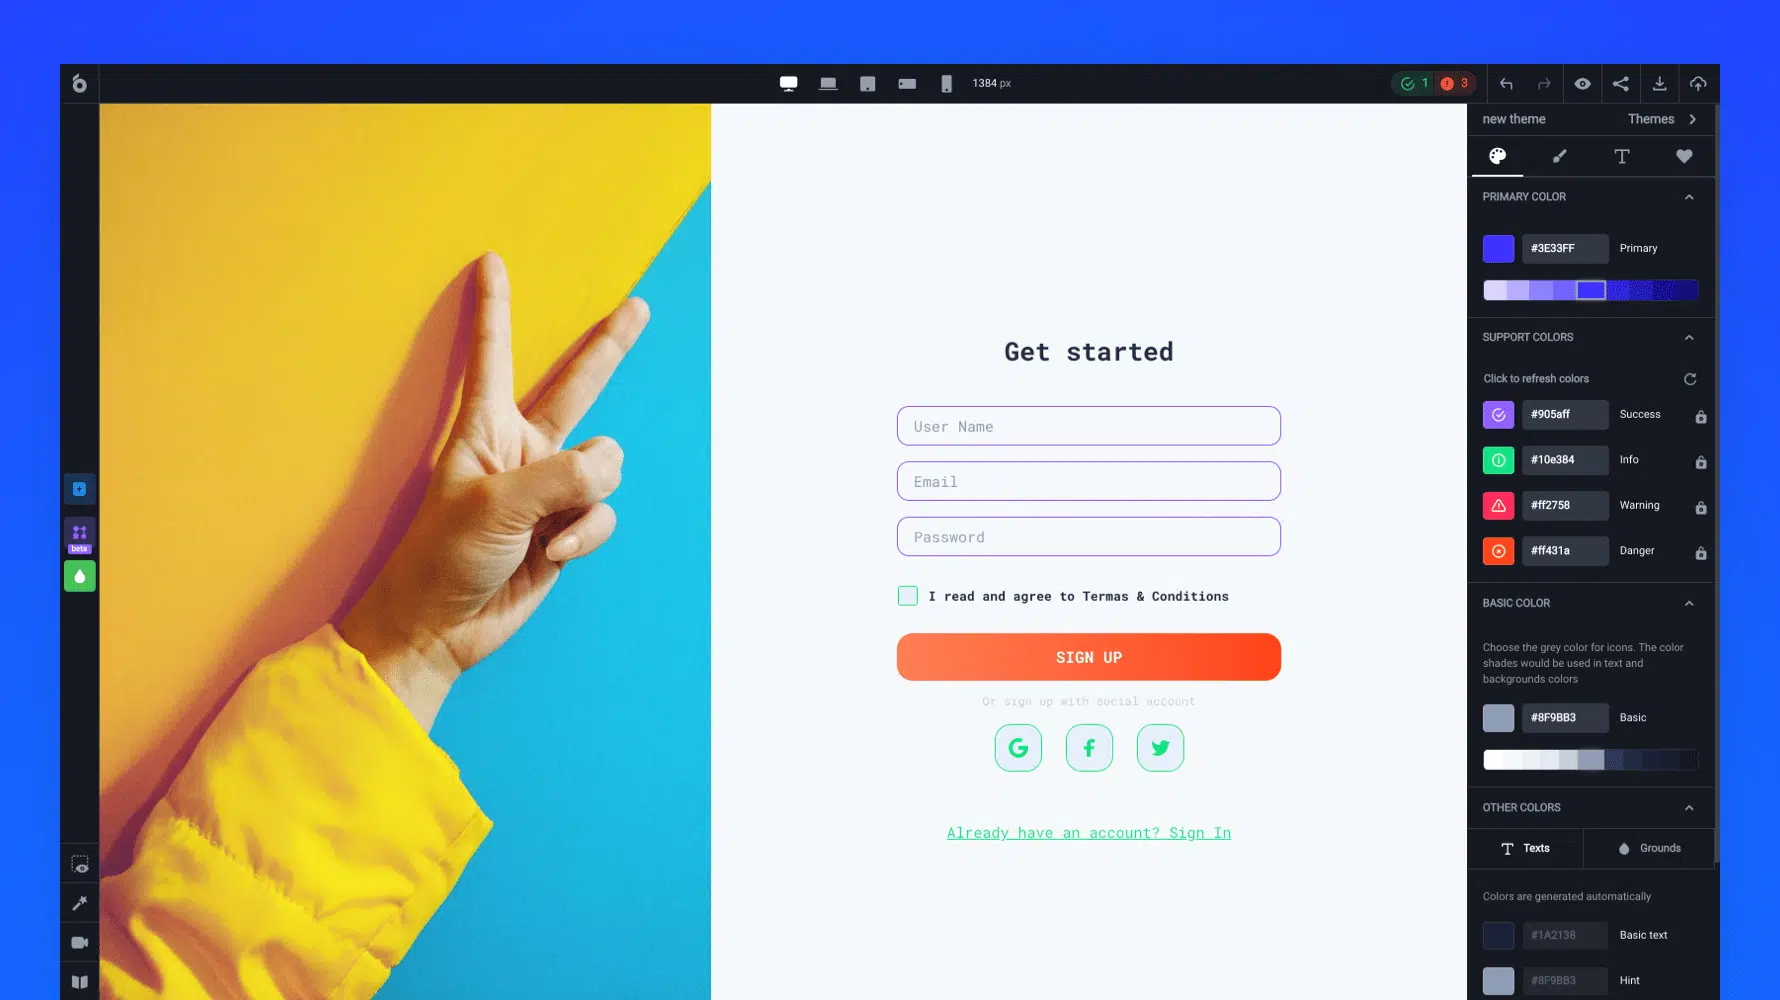 1384 px
1
3
new theme
Themes
PRIMARY COLOR
#3E33FF
Primary
SUPPORT COLORS
Click to refresh colors
#905aff
Success
#10e384
Info
#ff2758
Warning
#ff431a
Danger
BASIC COLOR
Choose the grey color for icons. The color
shades would be used in text and
backgrounds colors
#8F9BB3
Basic
OTHER COLORS
Texts
Grounds
Colors are generated automatically
#1A2138
Basic text
#8F9BB3
Hint
beta
Get started
User Name
Email
Password
I read and agree to Termas & Conditions
SIGN UP
Or sign up with social account
Already have an account? Sign In